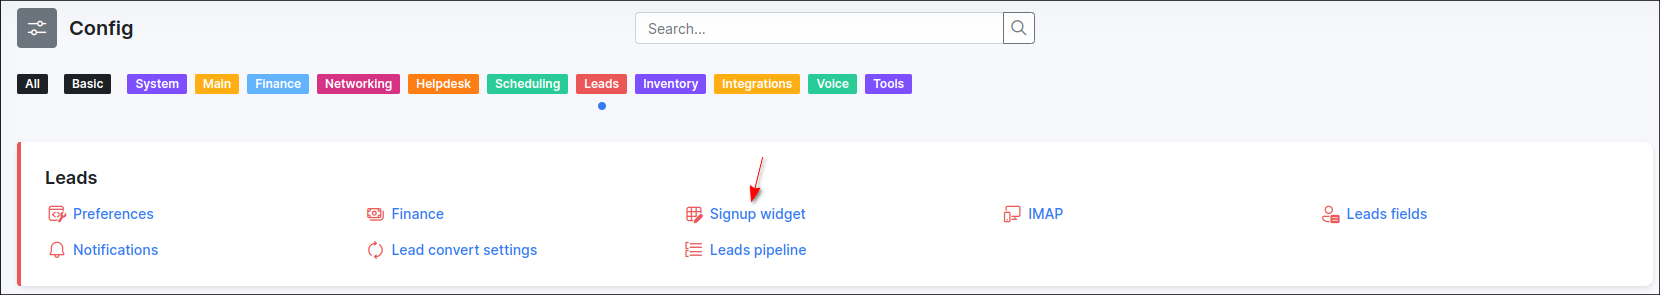 Config
Search...
All Basic System Main Finance Networking Helpdesk Scheduling Leads Inventory Integrations Voice Tools
Leads
Preferences Finance Signup widget IMAP Leads fields
Notifications Lead convert settings Leads pipeline